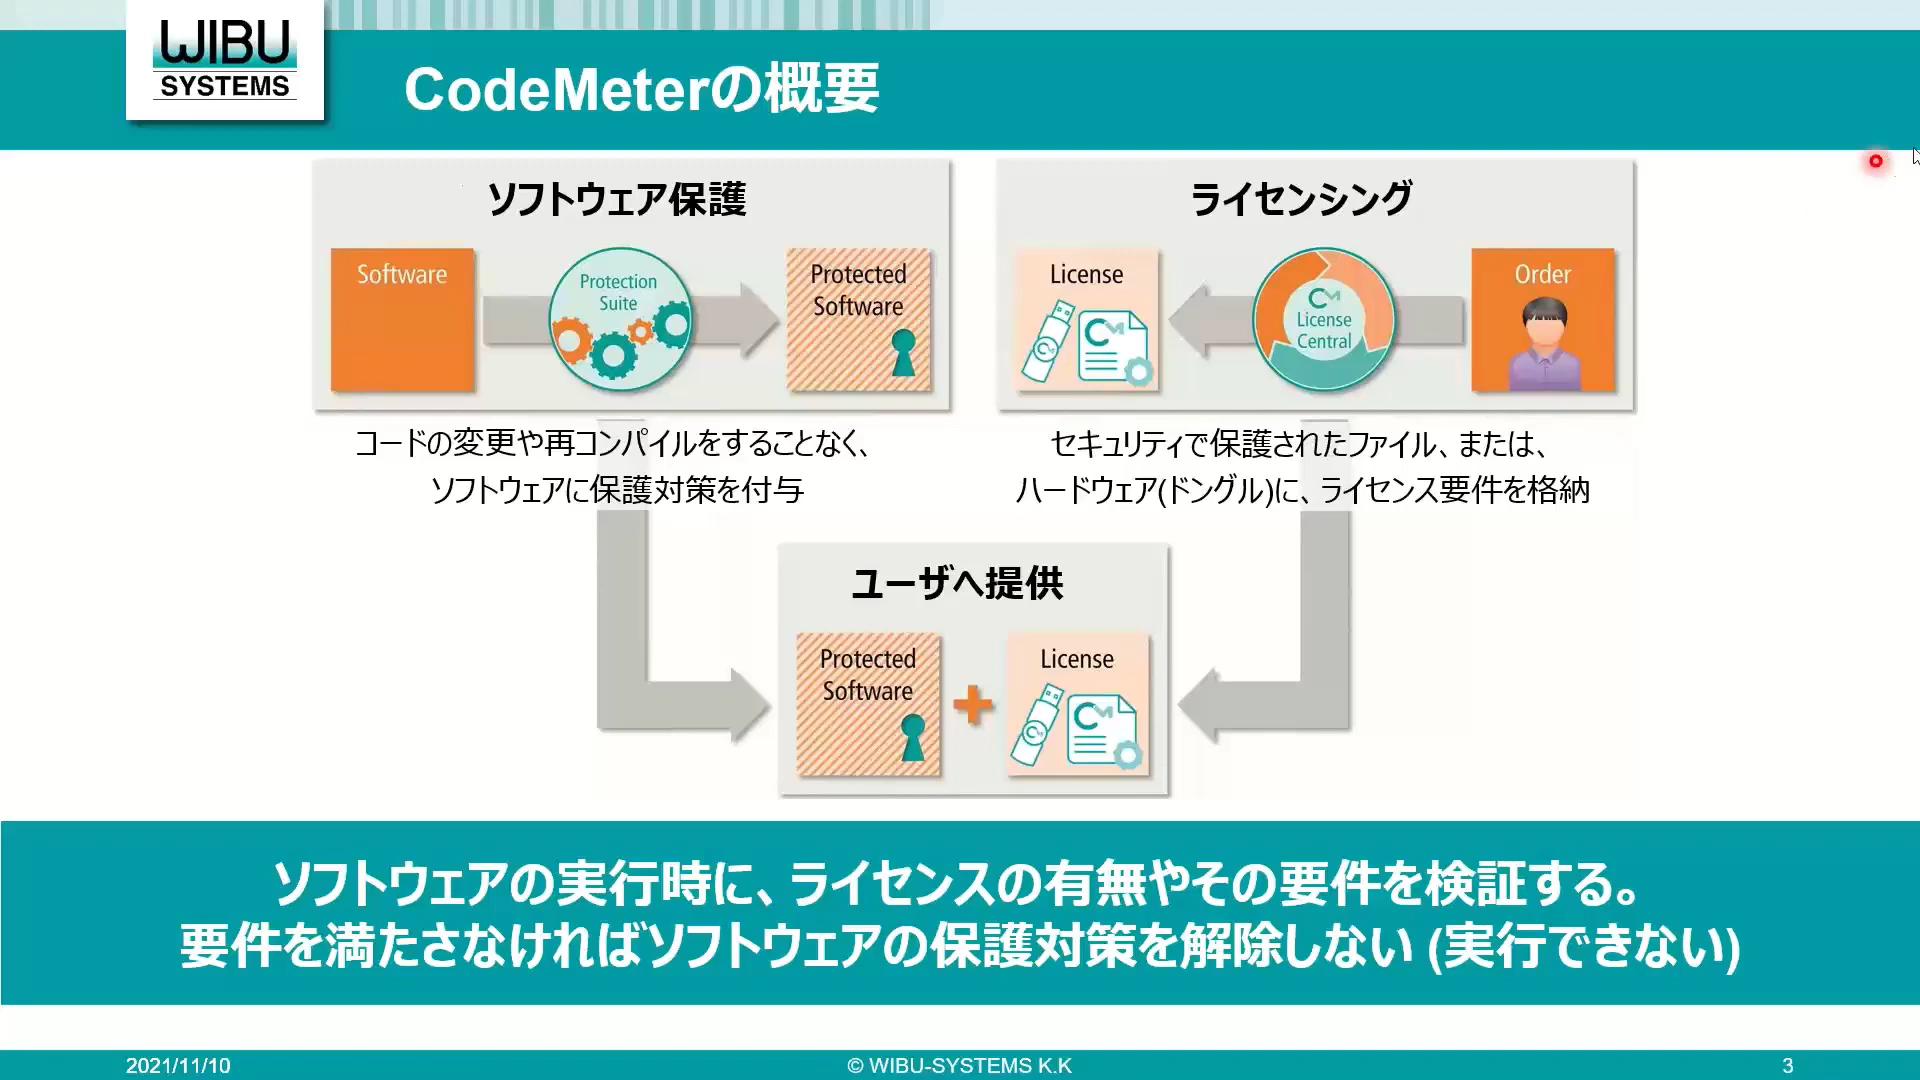 WIBU
SYSTEMS
CodeMeterの概要
ソフトウェア保護
Software
Protection
Suite
Protected
Software
コードの変更や再コンパイルをすることなく、
ソフトウェアに保護対策を付与
ライセンシング
License
CM
License
Central
Order
セキュリティで保護されたファイル、または、
ハードウェア(ドングル)に、ライセンス要件を格納
ユーザへ提供
Protected
Software
License
CM
ソフトウェアの実行時に、ライセンスの有無やその要件を検証する。
要件を満たさなければソフトウェアの保護対策を解除しない (実行できない)
2021/11/10
© WIBU-SYSTEMS K.K
3